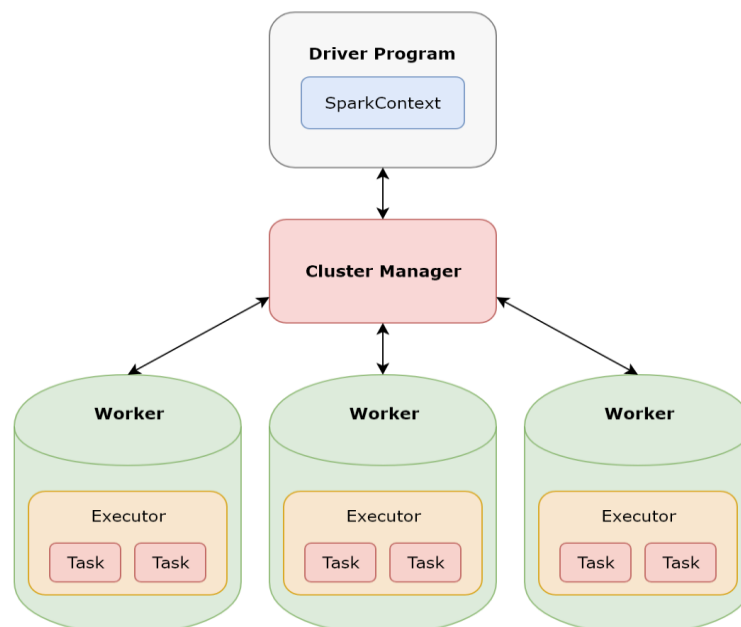 Driver Program
SparkContext
Cluster Manager
Worker
Worker
Worker
Executor
Executor
Executor
Task
Task
Task
Task
Task
Task